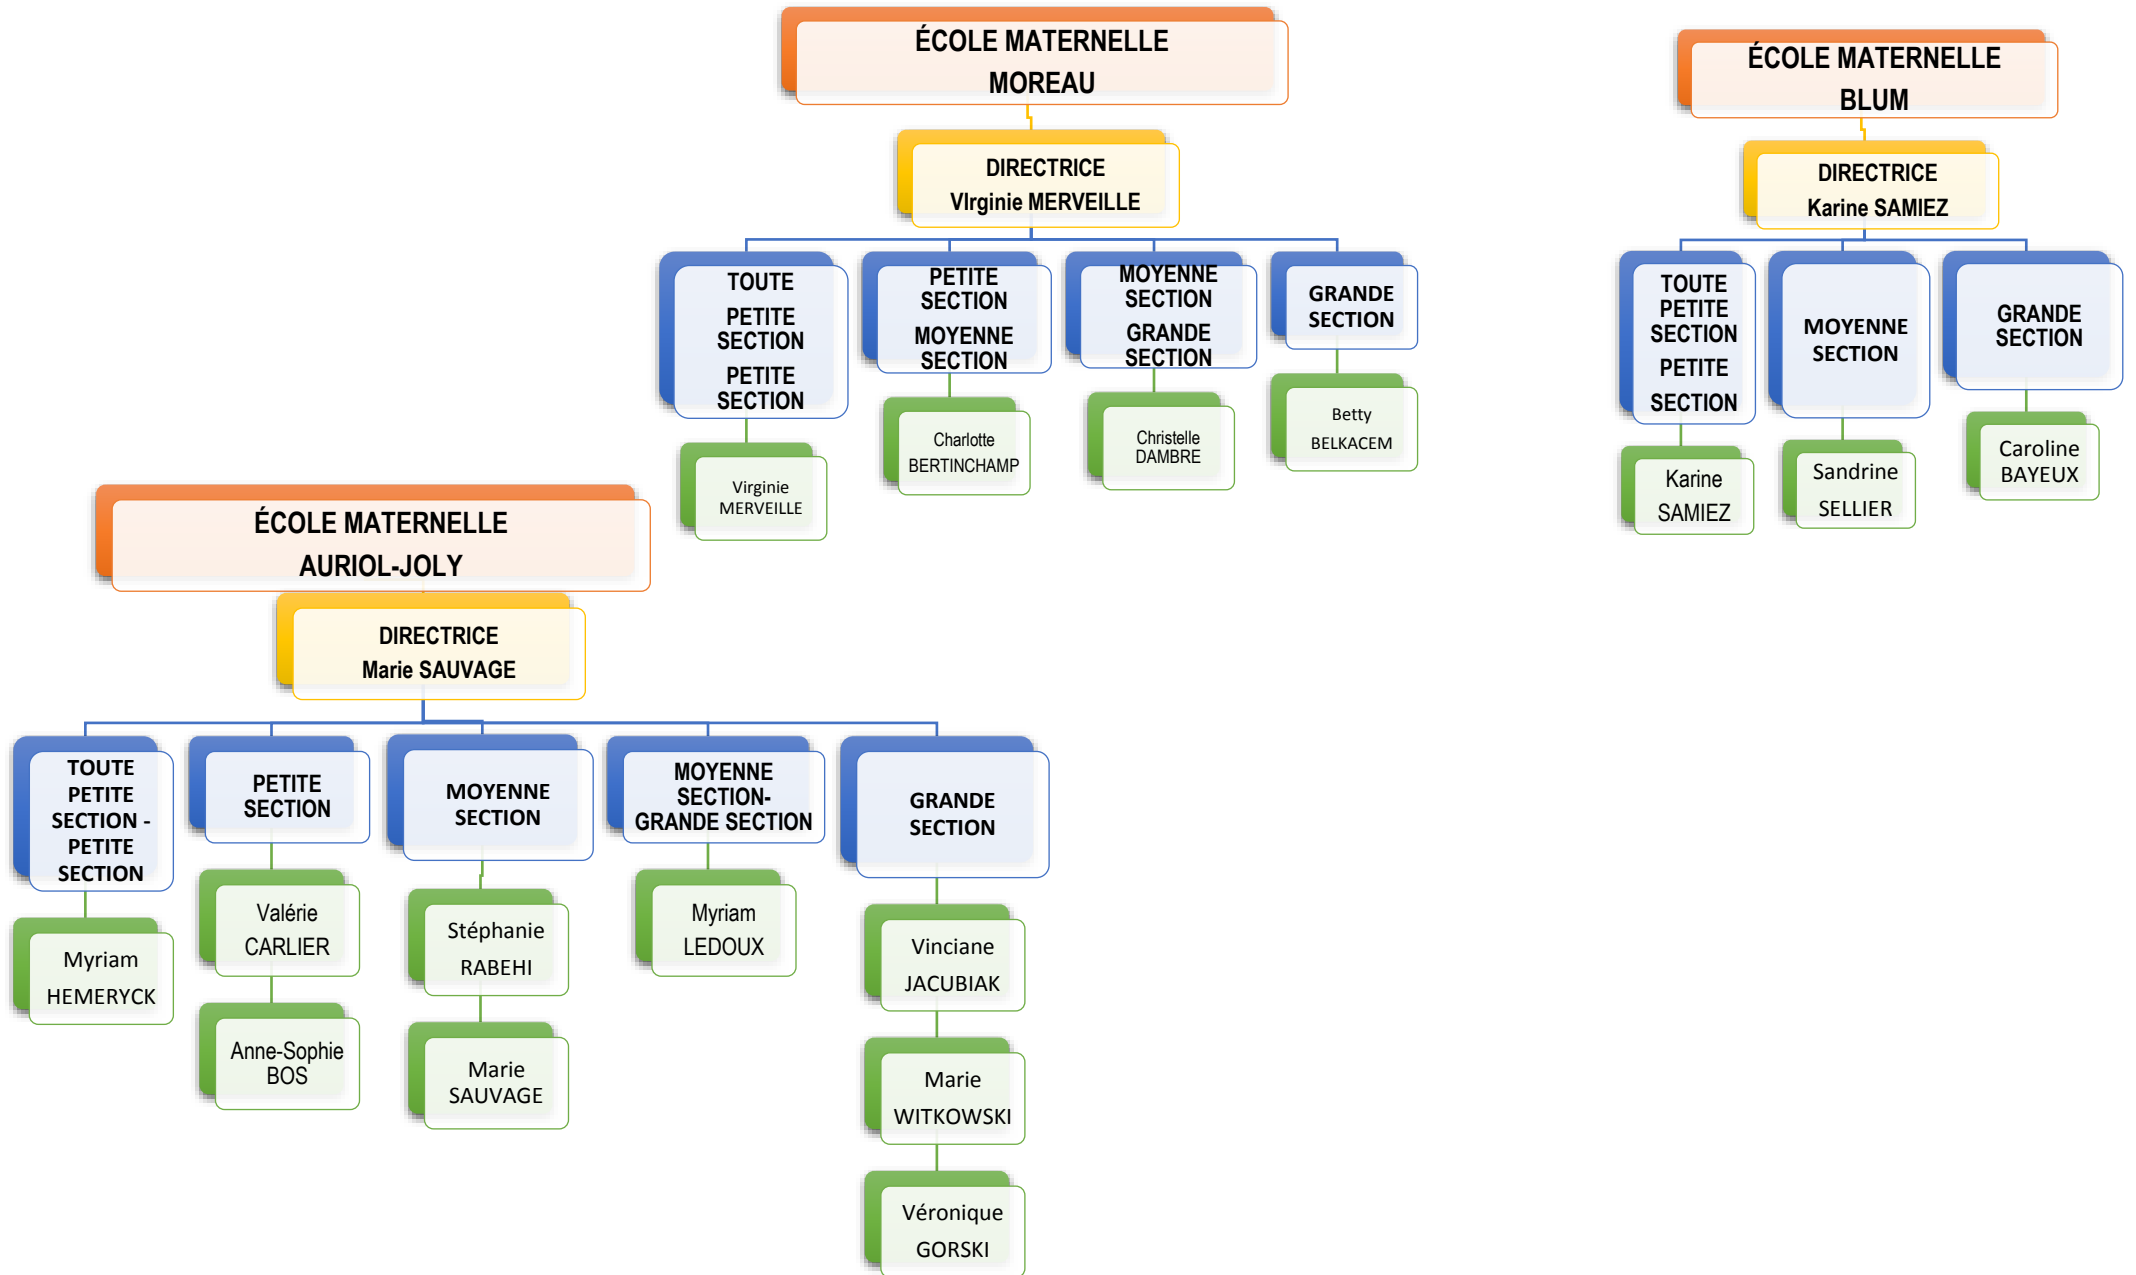 ÉCOLE MATERNELLE
MOREAU
DIRECTRICE
VIrginie MERVEILLE
TOUTE
PETITE
SECTION
PETITE
SECTION
Virginie
MERVEILLE
PETITE
SECTION
MOYENNE
SECTION
Charlotte
BERTINCHAMP
MOYENNE
SECTION
GRANDE
SECTION
Christelle
DAMBRE
GRANDE
SECTION
Betty
BELKACEM
ÉCOLE MATERNELLE
BLUM
DIRECTRICE
Karine SAMIEZ
TOUTE
PETITE
SECTION
PETITE
SECTION
Karine
SAMIEZ
MOYENNE
SECTION
Sandrine
SELLIER
GRANDE
SECTION
Caroline
BAYEUX
ÉCOLE MATERNELLE
AURIOL-JOLY
DIRECTRICE
Marie SAUVAGE
TOUTE
PETITE
SECTION -
PETITE
SECTION
Myriam
HEMERYCK
PETITE
SECTION
Valérie
CARLIER
Anne-Sophie
BOS
MOYENNE
SECTION
Stéphanie
RABEHI
Marie
SAUVAGE
MOYENNE
SECTION-
GRANDE SECTION
Myriam
LEDOUX
GRANDE
SECTION
Vinciane
JACUBIAK
Marie
WITKOWSKI
Véronique
GORSKI